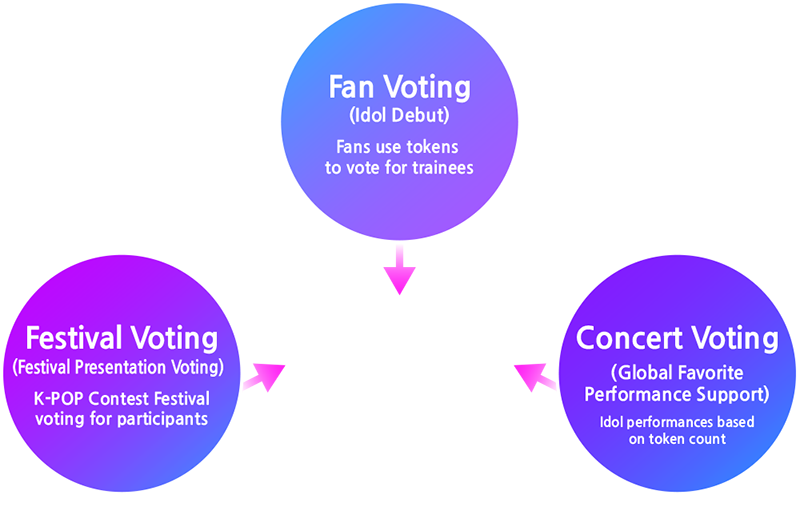 Fan Voting
(Idol Debut)
Fans use tokens
to vote for trainees
Festival Voting
(Festival Presentation Voting)
K-POP Contest Festival
voting for participants
Concert Voting
(Global Favorite
Performance Support)
Idol performances based
on token count